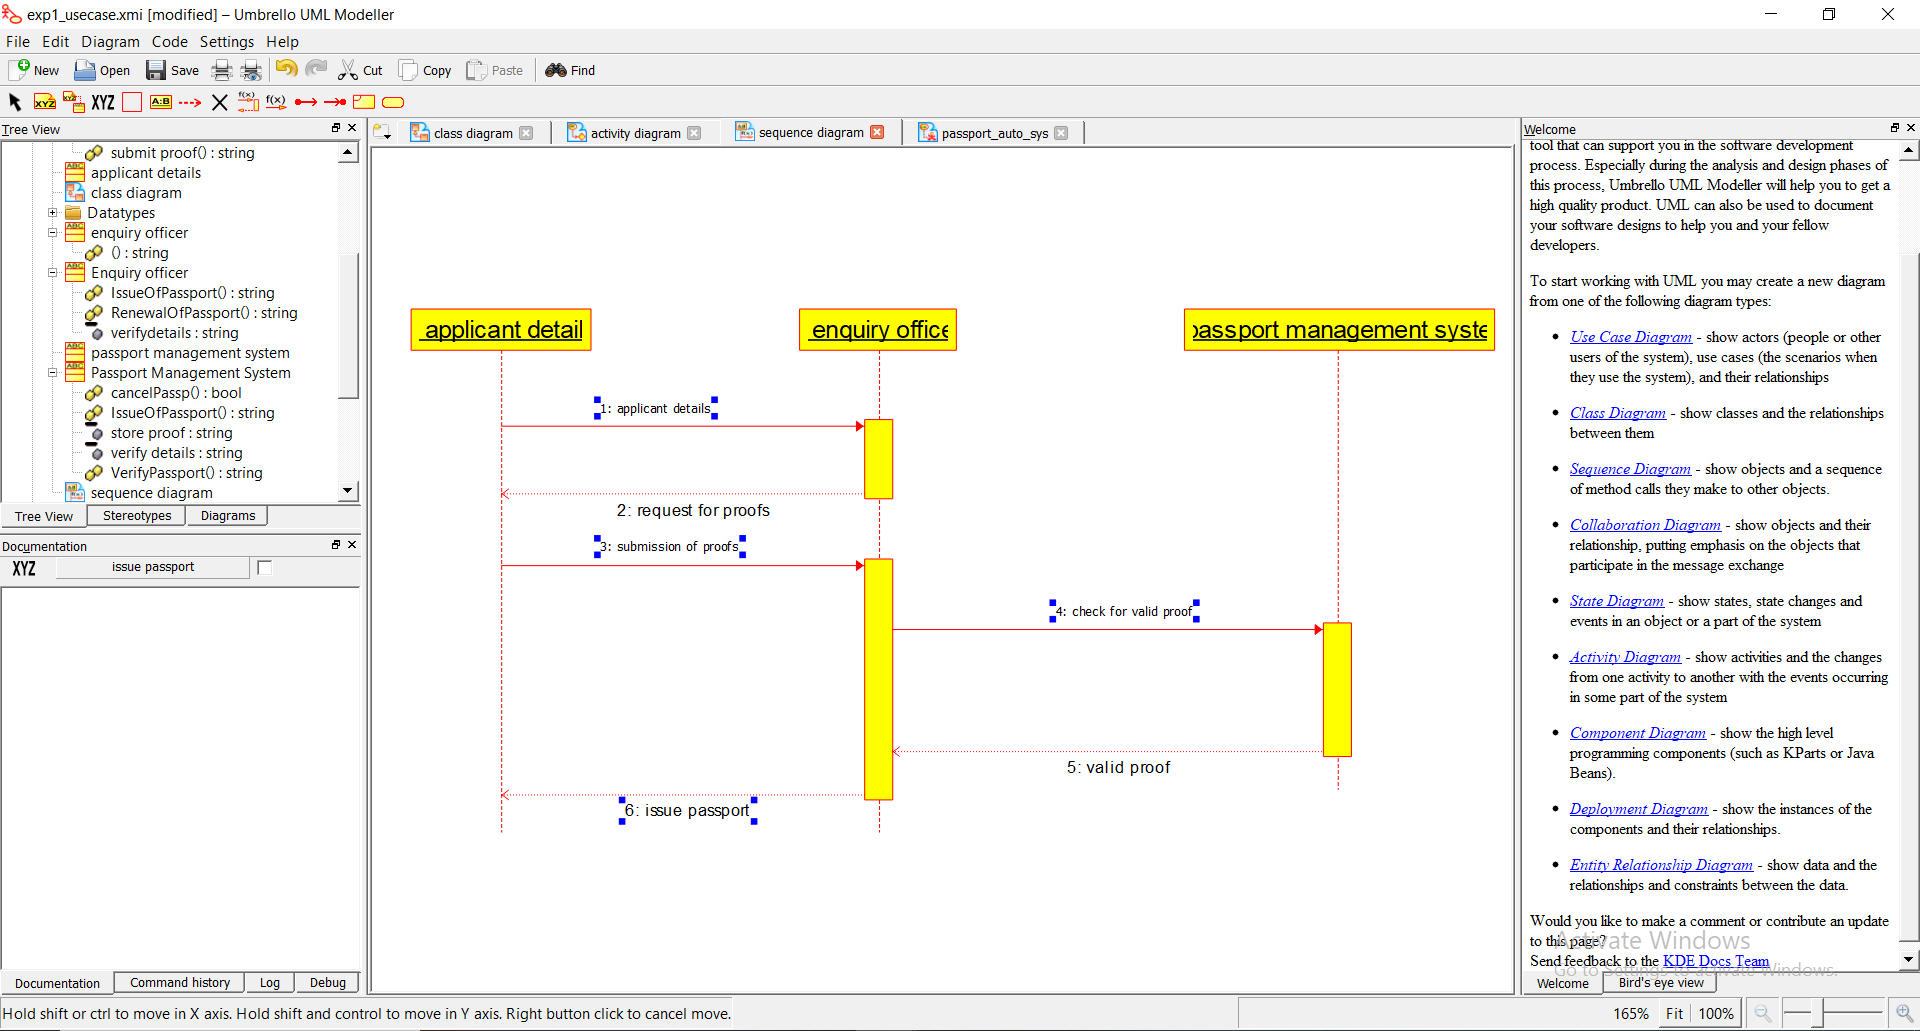 exp1_usecase.xmi [modified] – Umbrello UML Modeller
File Edit Diagram Code Settings Help
New Open Save Cut Copy Paste Find
XYZ XYZ XYZ A:B f(x) f(x)
Tree View
submit proof() : string
applicant details
class diagram
Datatypes
enquiry officer
() : string
Enquiry officer
IssueOfPassport() : string
RenewalOfPassport() : string
verifydetails : string
passport management system
Passport Management System
cancelPassp() : bool
IssueOfPassport() : string
store proof : string
verify details : string
VerifyPassport() : string
sequence diagram
Tree View Stereotypes Diagrams
Documentation
XYZ issue passport
Documentation Command history Log Debug
class diagram activity diagram sequence diagram passport_auto_sys
applicant detail enquiry office passport management syste
1: applicant details
2: request for proofs
3: submission of proofs
4: check for valid proof
5: valid proof
6: issue passport
Welcome
tool that can support you in the software development
process. Especially during the analysis and design phases of
this process, Umbrello UML Modeller will help you to get a
high quality product. UML can also be used to document
your software designs to help you and your fellow
developers.
To start working with UML you may create a new diagram
from one of the following diagram types:
• Use Case Diagram - show actors (people or other
users of the system), use cases (the scenarios when
they use the system), and their relationships
• Class Diagram - show classes and the relationships
between them
• Sequence Diagram - show objects and a sequence
of method calls they make to other objects.
• Collaboration Diagram - show objects and their
relationship, putting emphasis on the objects that
participate in the message exchange
• State Diagram - show states, state changes and
events in an object or a part of the system
• Activity Diagram - show activities and the changes
from one activity to another with the events occurring
in some part of the system
• Component Diagram - show the high level
programming components (such as KParts or Java
Beans).
• Deployment Diagram - show the instances of the
components and their relationships.
• Entity Relationship Diagram - show data and the
relationships and constraints between the data.
Would you like to make a comment or contribute an update
to this page?
Send feedback to the KDE Docs Team
Activate Windows
Go to Settings to activate Windows.
Welcome Bird's eye view
Hold shift or ctrl to move in X axis. Hold shift and control to move in Y axis. Right button click to cancel move.
165% Fit 100%